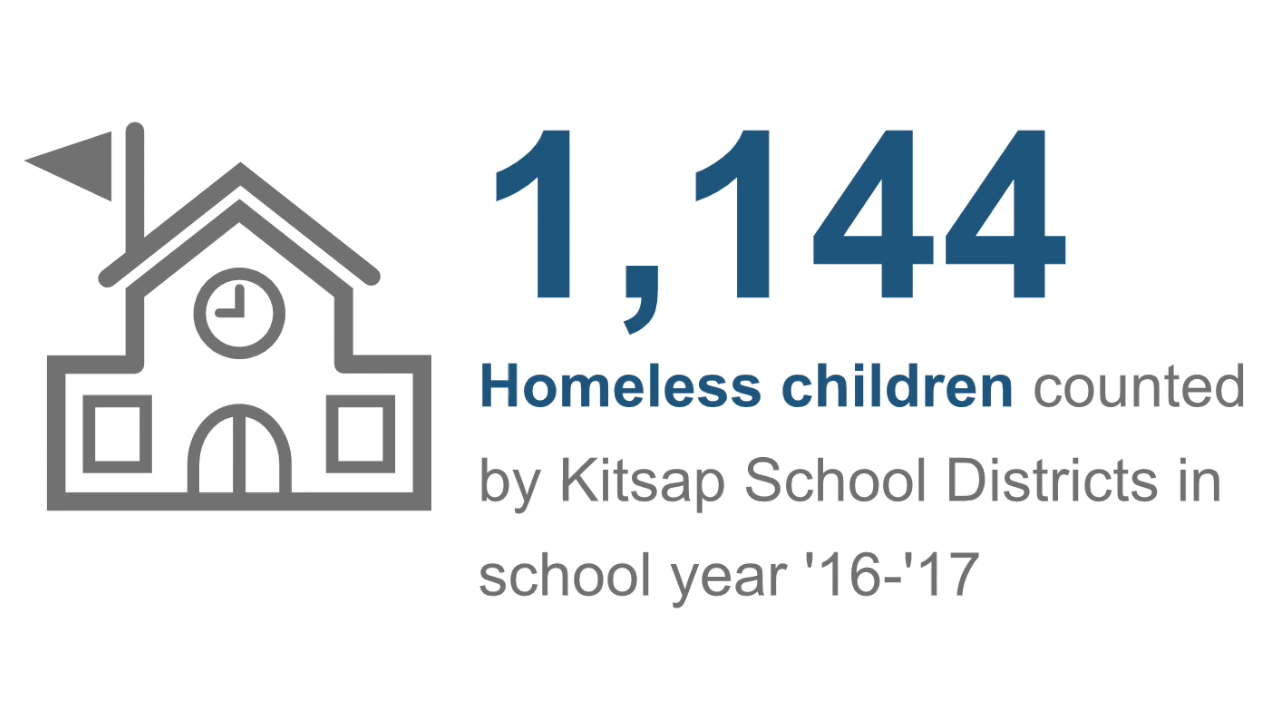 1,144
Homeless children counted
by Kitsap School Districts in
school year '16-'17